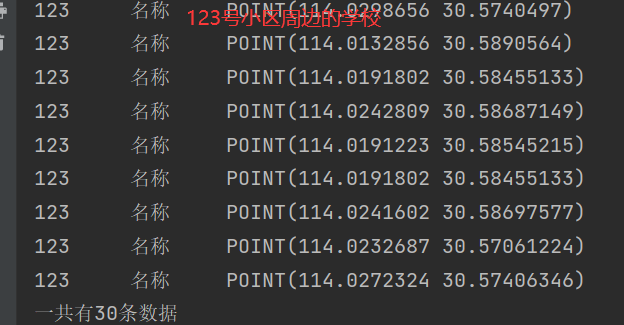 123 名称 POINT(114.0298656 30.5740497)
123号小区周边的学校
123 名称 POINT(114.0132856 30.5890564)
123 名称 POINT(114.0191802 30.58455133)
123 名称 POINT(114.0242809 30.58687149)
123 名称 POINT(114.0191223 30.58545215)
123 名称 POINT(114.0191802 30.58455133)
123 名称 POINT(114.0241602 30.58697577)
123 名称 POINT(114.0232687 30.57061224)
123 名称 POINT(114.0272324 30.57406346)
一共有30条数据